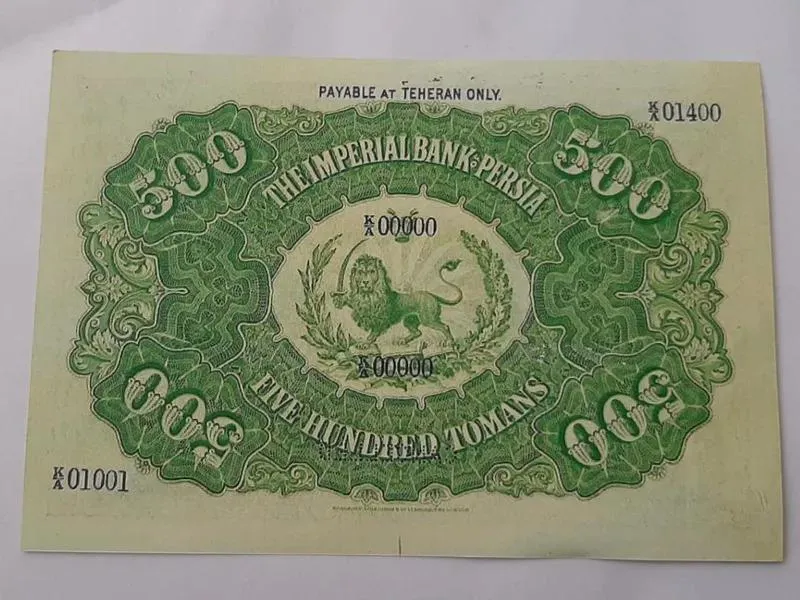 PAYABLE AT TEHERAN ONLY.
K/A 01400
500
500
THE IMPERIAL BANK OF PERSIA
K/A 00000
K/A 00000
FIVE HUNDRED TOMANS
500
500
K/A 01001